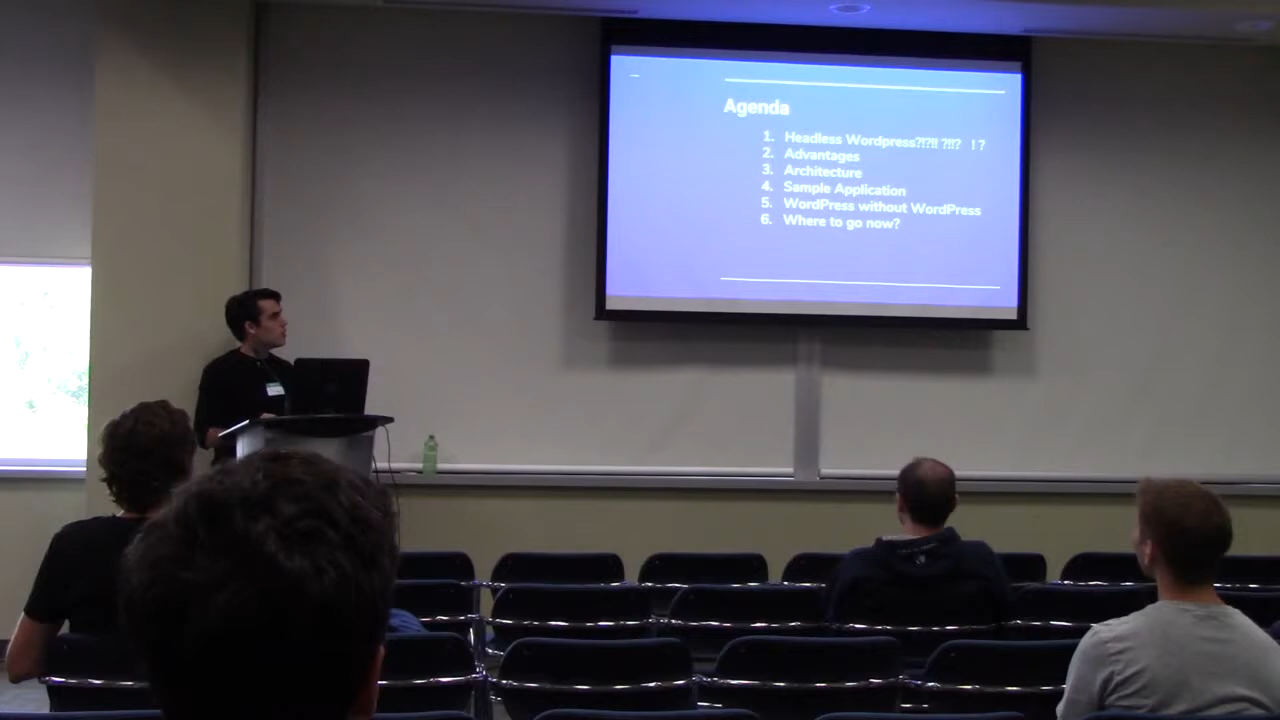 Agenda
1. Headless Wordpress?!?!! ?!!? ! ?
2. Advantages
3. Architecture
4. Sample Application
5. WordPress without WordPress
6. Where to go now?